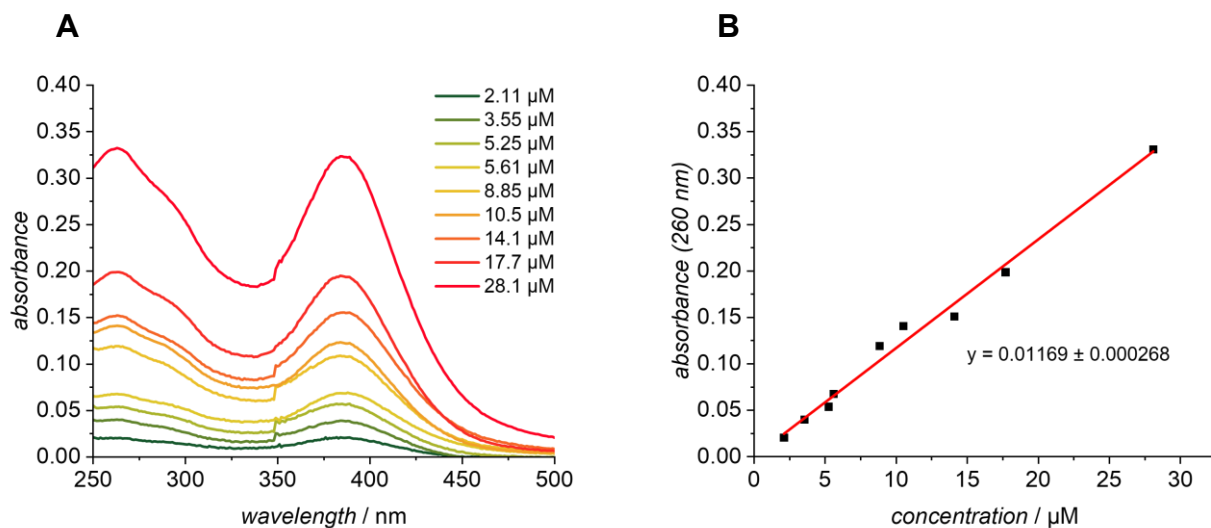 A
absorbance
0.40
0.35
0.30
0.25
0.20
0.15
0.10
0.05
0.00
250
300
350
400
450
500
wavelength / nm
2.11 µM
3.55 µM
5.25 µM
5.61 µM
8.85 µM
10.5 µM
14.1 µM
17.7 µM
28.1 µM
B
absorbance (260 nm)
0.40
0.35
0.30
0.25
0.20
0.15
0.10
0.05
0.00
0
5
10
15
20
25
30
concentration / µM
y = 0.01169 ± 0.000268